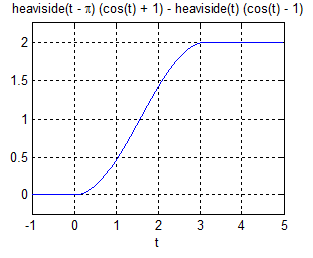 heaviside(t - π) (cos(t) + 1) - heaviside(t) (cos(t) - 1)
2
1.5
1
0.5
0
-1 0 1 2 3 4 5
t